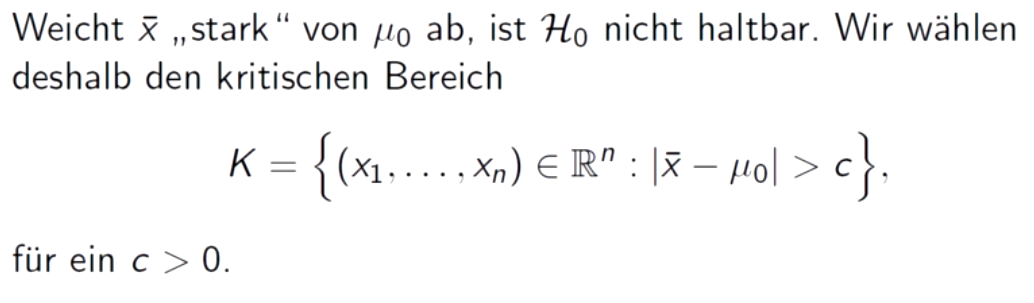 Weicht x̄ „stark“ von μ₀ ab, ist ℋ₀ nicht haltbar. Wir wählen
deshalb den kritischen Bereich
K = {(x₁, . . . , xₙ) ∈ ℝⁿ : |x̄ − μ₀| > c},
für ein c > 0.